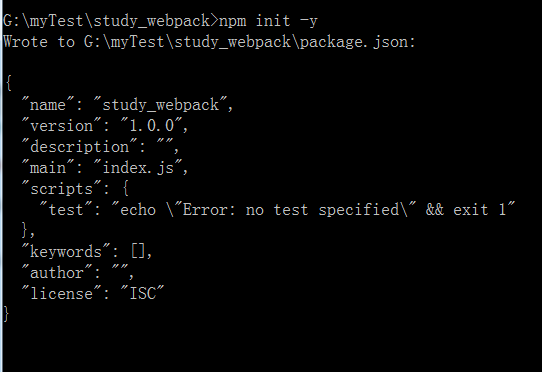 G:\myTest\study_webpack>npm init -y
Wrote to G:\myTest\study_webpack\package.json:
{
  "name": "study_webpack",
  "version": "1.0.0",
  "description": "",
  "main": "index.js",
  "scripts": {
    "test": "echo \"Error: no test specified\" && exit 1"
  },
  "keywords": [],
  "author": "",
  "license": "ISC"
}